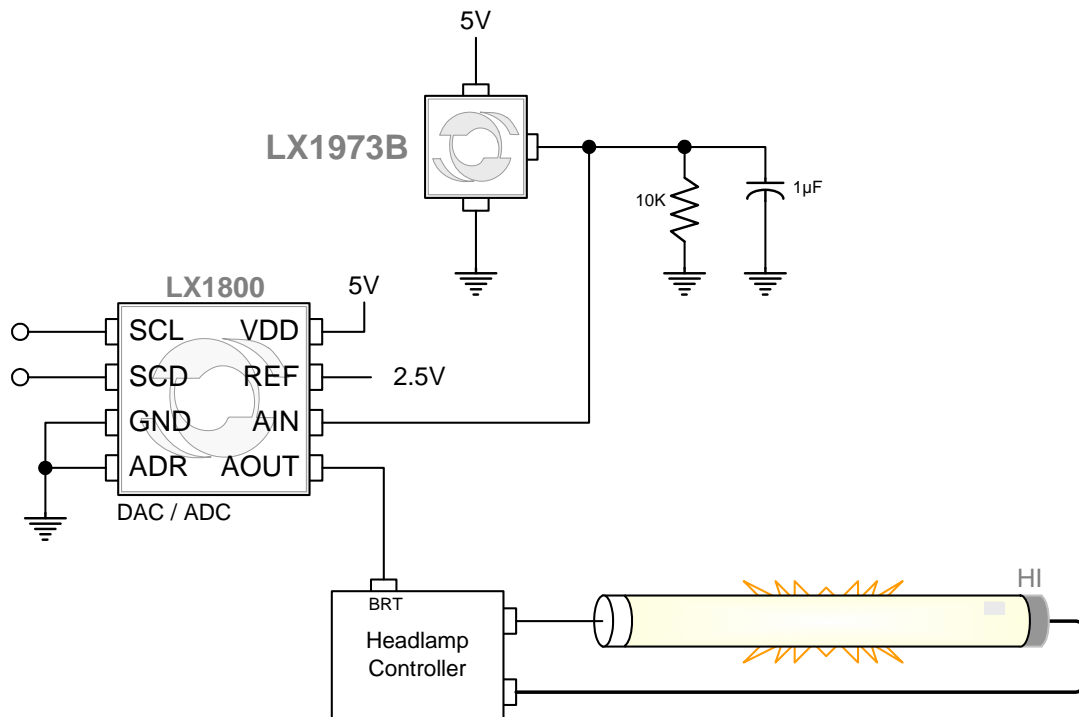 5V
LX1973B
10K
1µF
LX1800
5V
SCL VDD
SCD REF 2.5V
GND AIN
ADR AOUT
DAC / ADC
HI
BRT
Headlamp
Controller